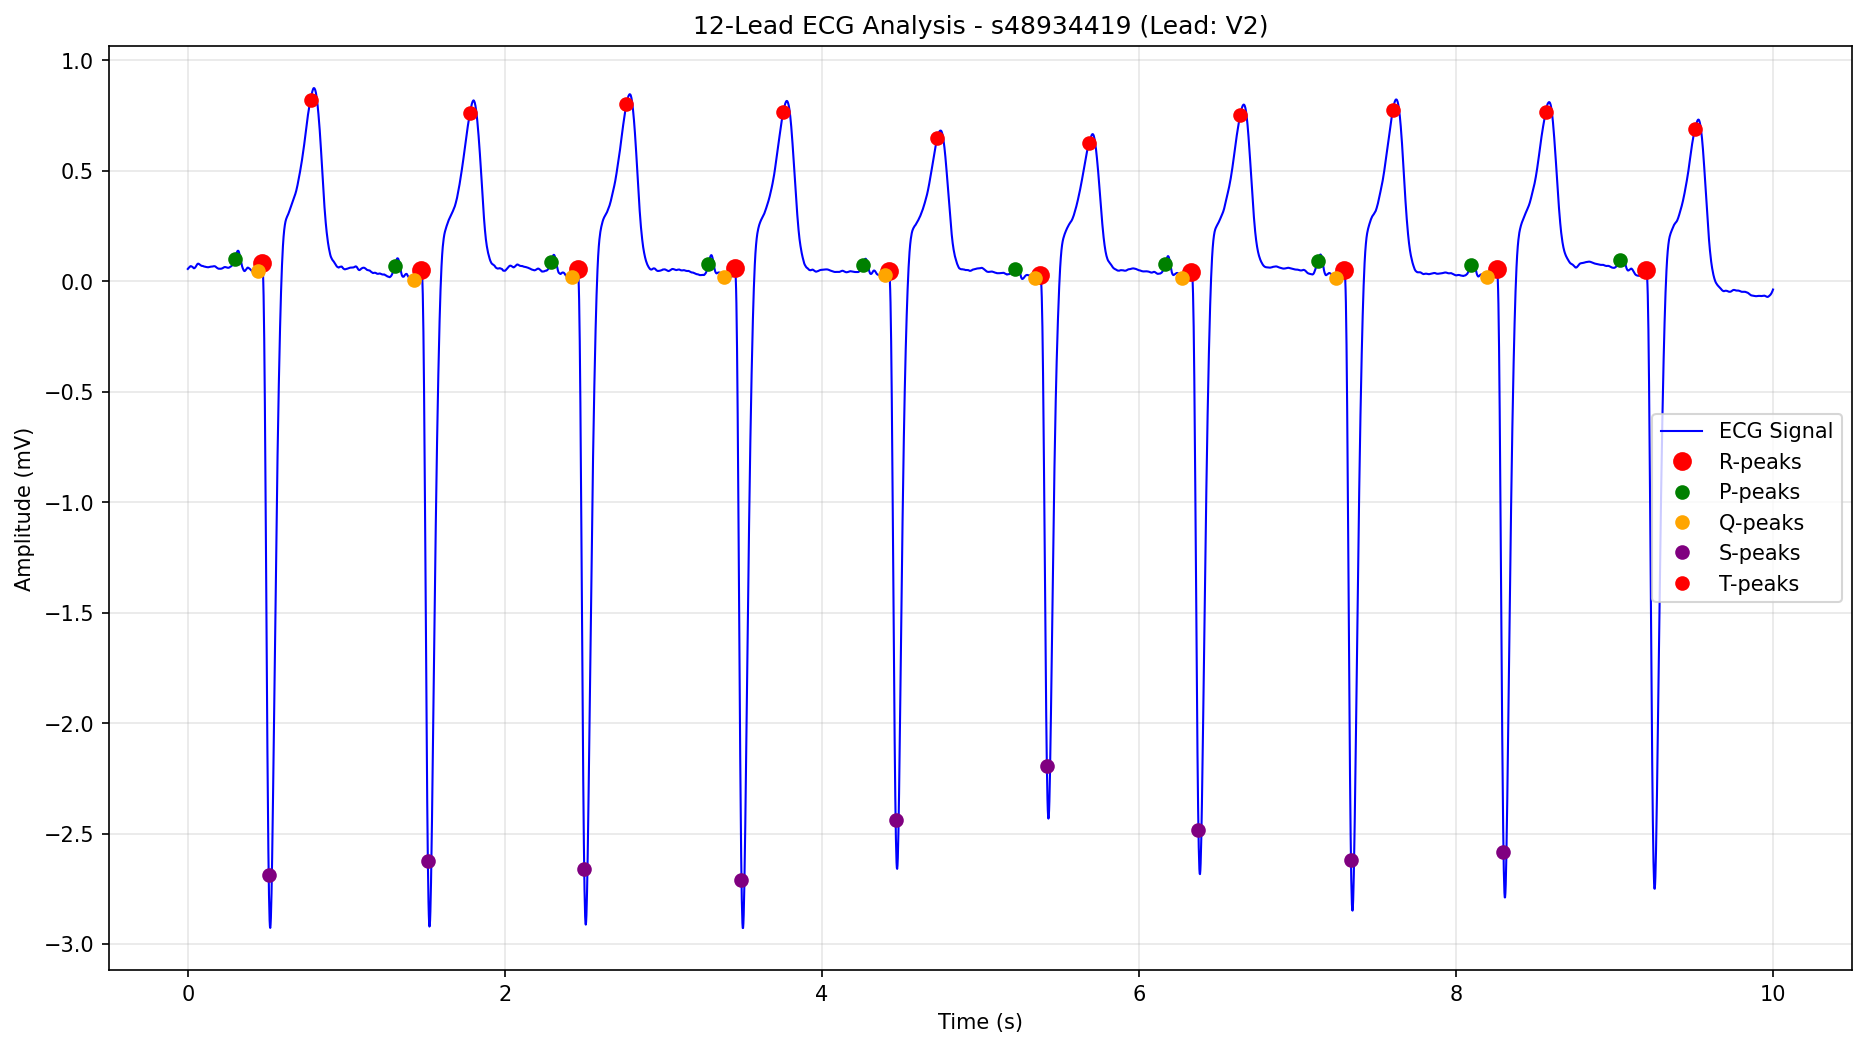 12-Lead ECG Analysis - s48934419 (Lead: V2)
1.0
0.5
0.0
−0.5
−1.0
−1.5
−2.0
−2.5
−3.0
Amplitude (mV)
ECG Signal
R-peaks
P-peaks
Q-peaks
S-peaks
T-peaks
0 2 4 6 8 10
Time (s)